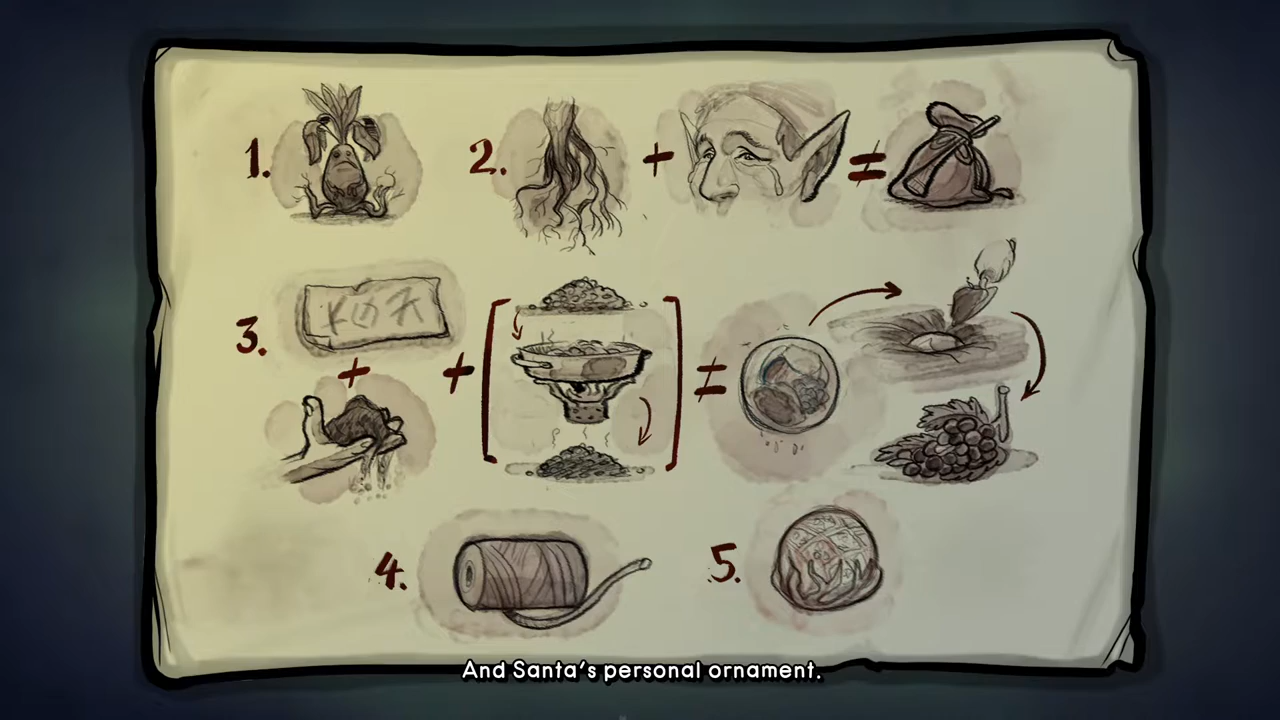 1.
2. + =
3.
+ + =
4. 5.
And Santa's personal ornament.